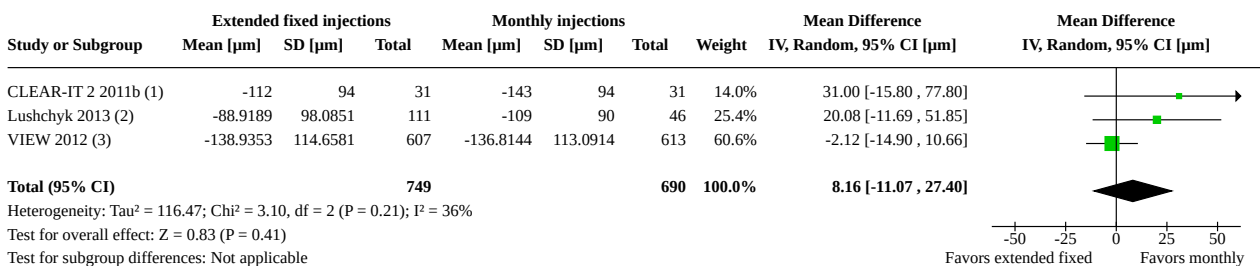 Extended fixed injections Monthly injections Mean Difference Mean Difference
Study or Subgroup Mean [µm] SD [µm] Total Mean [µm] SD [µm] Total Weight IV, Random, 95% CI [µm] IV, Random, 95% CI [µm]
CLEAR-IT 2 2011b (1) -112 94 31 -143 94 31 14.0% 31.00 [-15.80 , 77.80]
Lushchyk 2013 (2) -88.9189 98.0851 111 -109 90 46 25.4% 20.08 [-11.69 , 51.85]
VIEW 2012 (3) -138.9353 114.6581 607 -136.8144 113.0914 613 60.6% -2.12 [-14.90 , 10.66]
Total (95% CI) 749 690 100.0% 8.16 [-11.07 , 27.40]
Heterogeneity: Tau² = 116.47; Chi² = 3.10, df = 2 (P = 0.21); I² = 36%
Test for overall effect: Z = 0.83 (P = 0.41) -50 -25 0 25 50
Test for subgroup differences: Not applicable Favors extended fixed Favors monthly